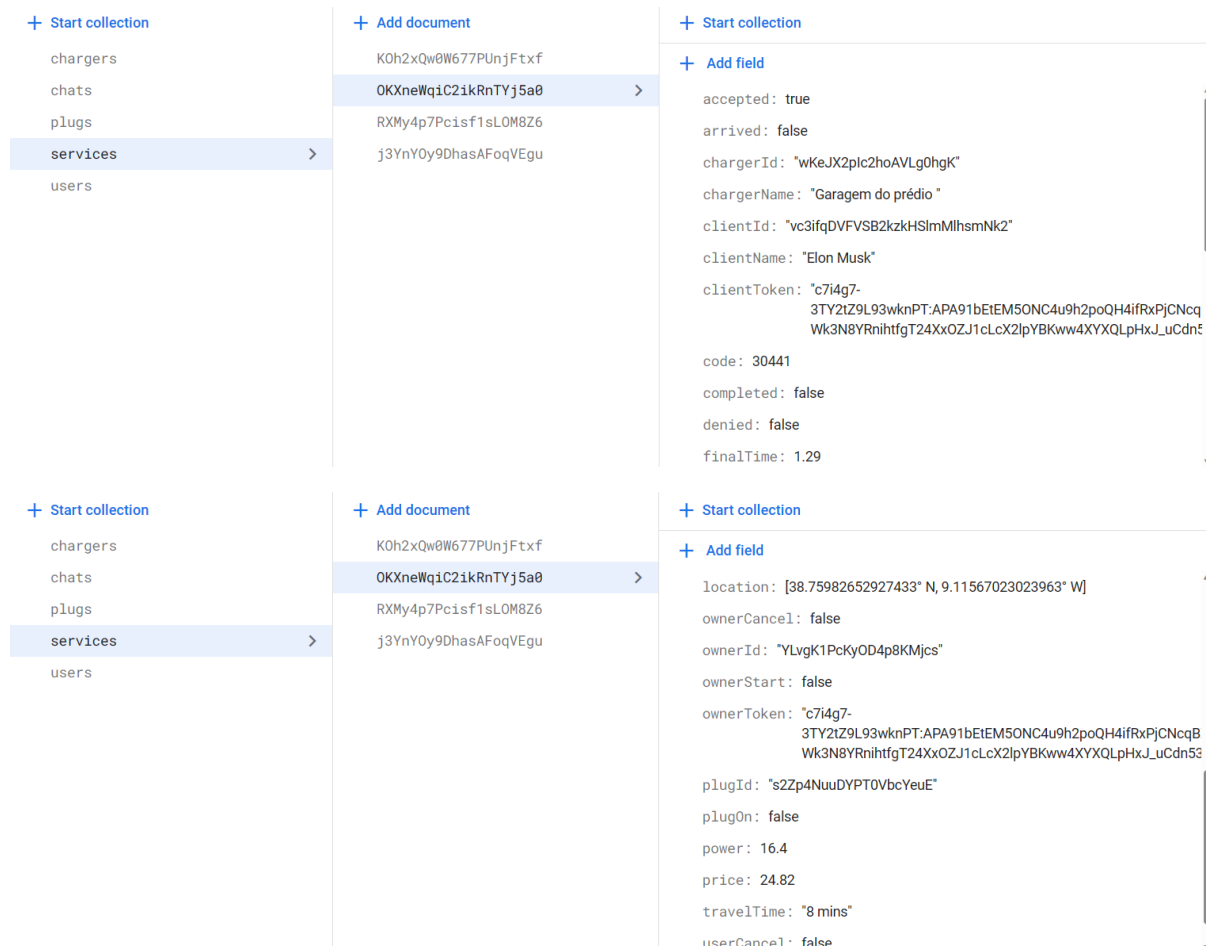 Start collection
chargers
chats
plugs
services
users
Add document
KOh2xQw0W677PUnjFtxf
OKXneWqiC2ikRnTYj5a0
RXMy4p7Pcisf1sLOM8Z6
j3YnYOy9DhasAFoqVEgu
Start collection
Add field
accepted: true
arrived: false
chargerId: "wKeJX2pIc2hoAVLg0hgK"
chargerName: "Garagem do prédio "
clientId: "vc3ifqDVFVSB2kzkHSlmMlhsmNk2"
clientName: "Elon Musk"
clientToken: "c7i4g7-
3TY2tZ9L93wknPT:APA91bEtEM5ONC4u9h2poQH4ifRxPjCNcq
Wk3N8YRnihtfgT24XxOZJ1cLcX2lpYBKww4XYXQLpHxJ_uCdn5
code: 30441
completed: false
denied: false
finalTime: 1.29
Start collection
chargers
chats
plugs
services
users
Add document
KOh2xQw0W677PUnjFtxf
OKXneWqiC2ikRnTYj5a0
RXMy4p7Pcisf1sLOM8Z6
j3YnYOy9DhasAFoqVEgu
Start collection
Add field
location: [38.75982652927433° N, 9.11567023023963° W]
ownerCancel: false
ownerId: "YLvgK1PcKyOD4p8KMjcs"
ownerStart: false
ownerToken: "c7i4g7-
3TY2tZ9L93wknPT:APA91bEtEM5ONC4u9h2poQH4ifRxPjCNcqB
Wk3N8YRnihtfgT24XxOZJ1cLcX2lpYBKww4XYXQLpHxJ_uCdn53
plugId: "s2Zp4NuuDYPT0VbcYeuE"
plugOn: false
power: 16.4
price: 24.82
travelTime: "8 mins"
userCancel: false